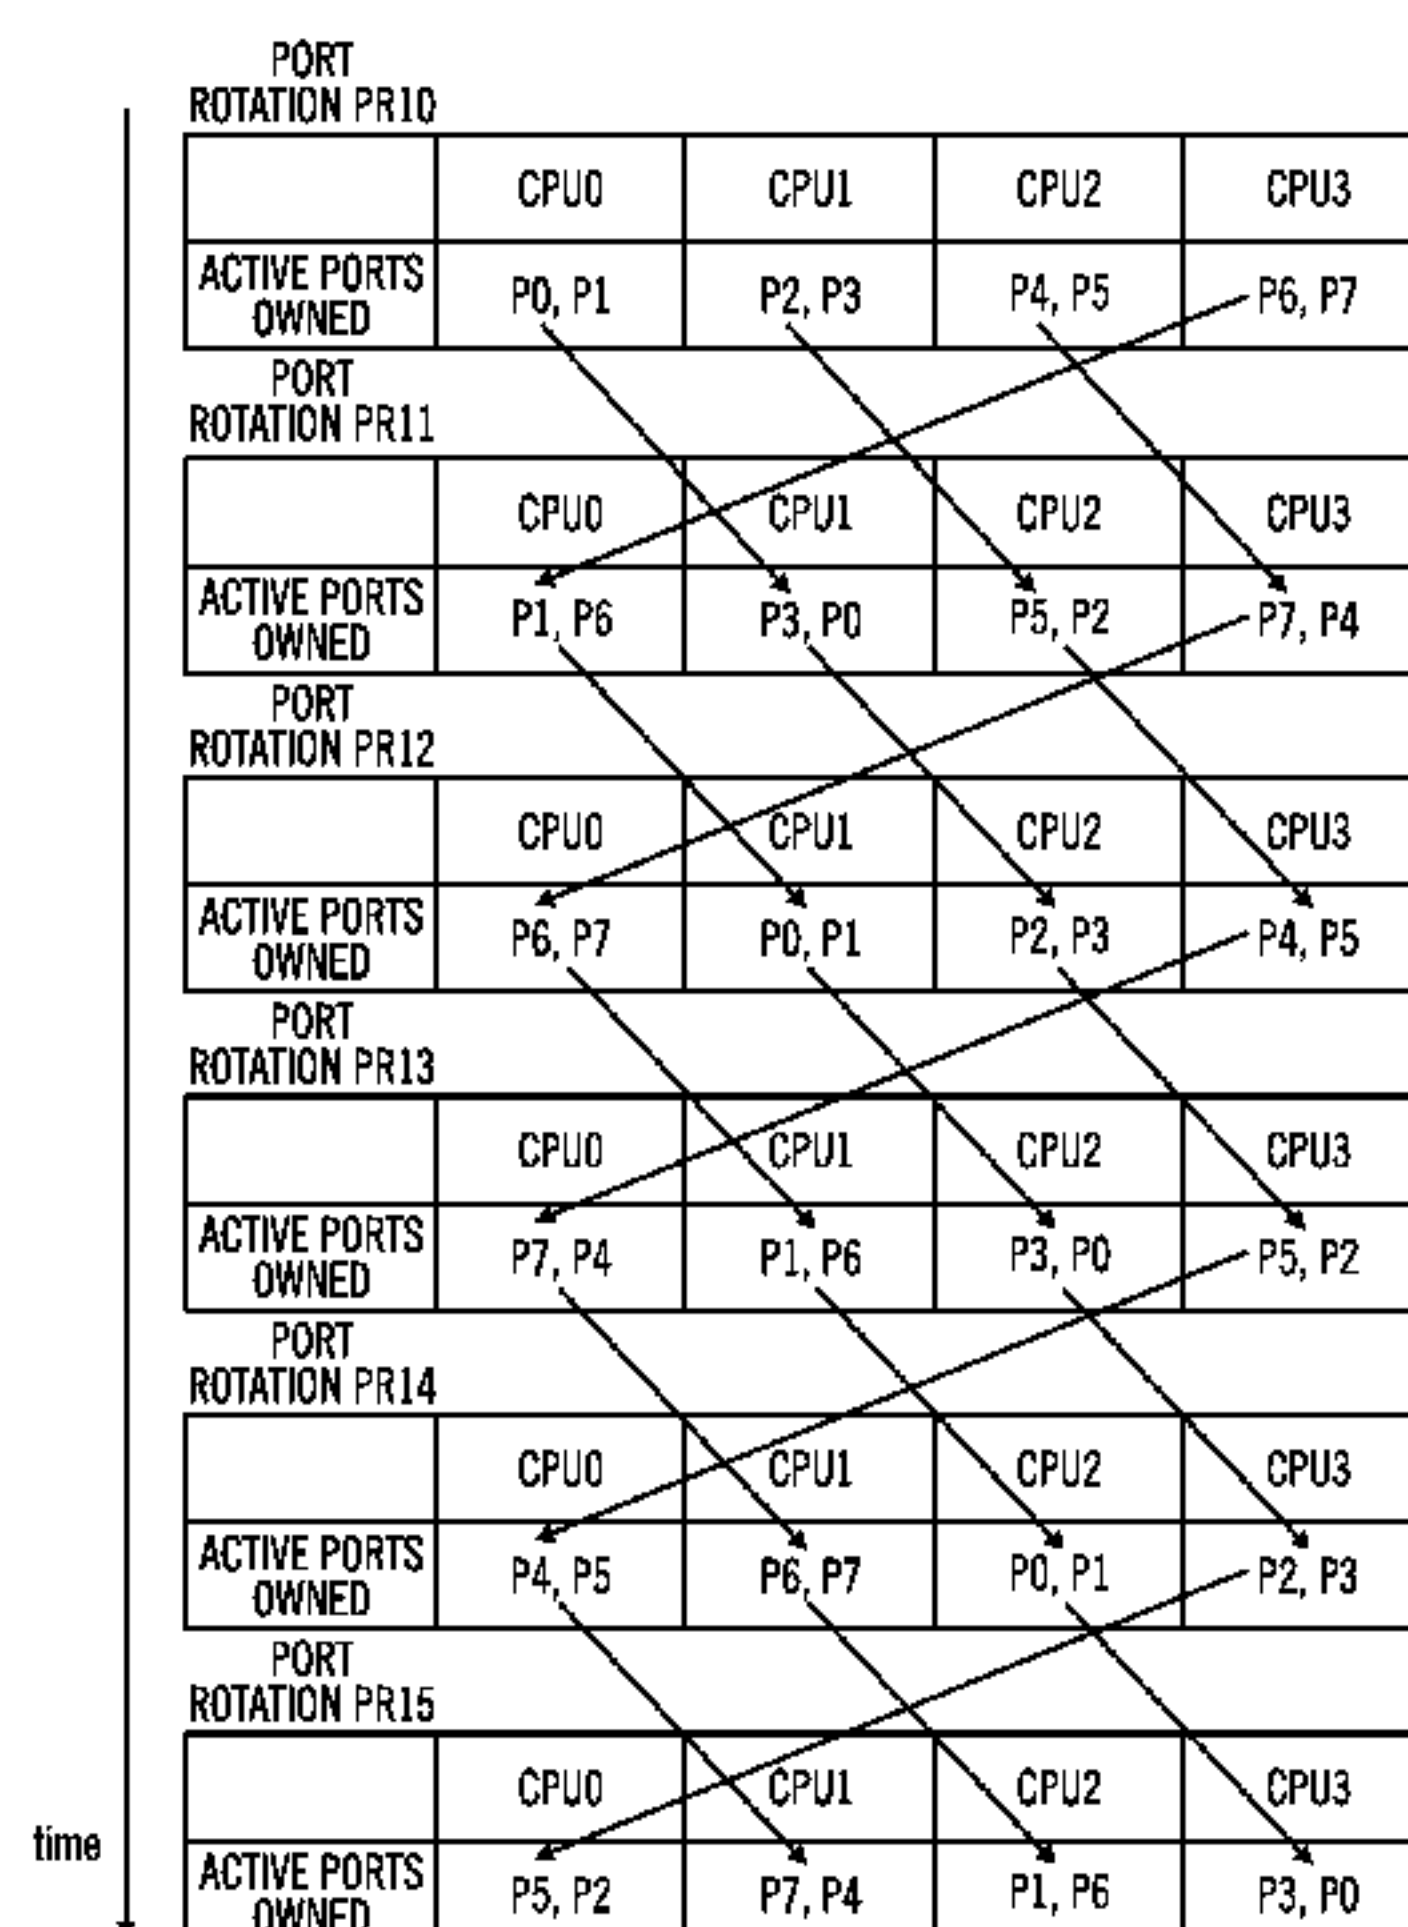 PORT
ROTATION PR10
CPU0 CPU1 CPU2 CPU3
ACTIVE PORTS
OWNED
P0, P1 P2, P3 P4, P5 P6, P7
PORT
ROTATION PR11
CPU0 CPU1 CPU2 CPU3
ACTIVE PORTS
OWNED
P1, P6 P3, P0 P5, P2 P7, P4
PORT
ROTATION PR12
CPU0 CPU1 CPU2 CPU3
ACTIVE PORTS
OWNED
P6, P7 P0, P1 P2, P3 P4, P5
PORT
ROTATION PR13
CPU0 CPU1 CPU2 CPU3
ACTIVE PORTS
OWNED
P7, P4 P1, P6 P3, P0 P5, P2
PORT
ROTATION PR14
CPU0 CPU1 CPU2 CPU3
ACTIVE PORTS
OWNED
P4, P5 P6, P7 P0, P1 P2, P3
PORT
ROTATION PR15
CPU0 CPU1 CPU2 CPU3
time
ACTIVE PORTS
OWNED
P5, P2 P7, P4 P1, P6 P3, P0